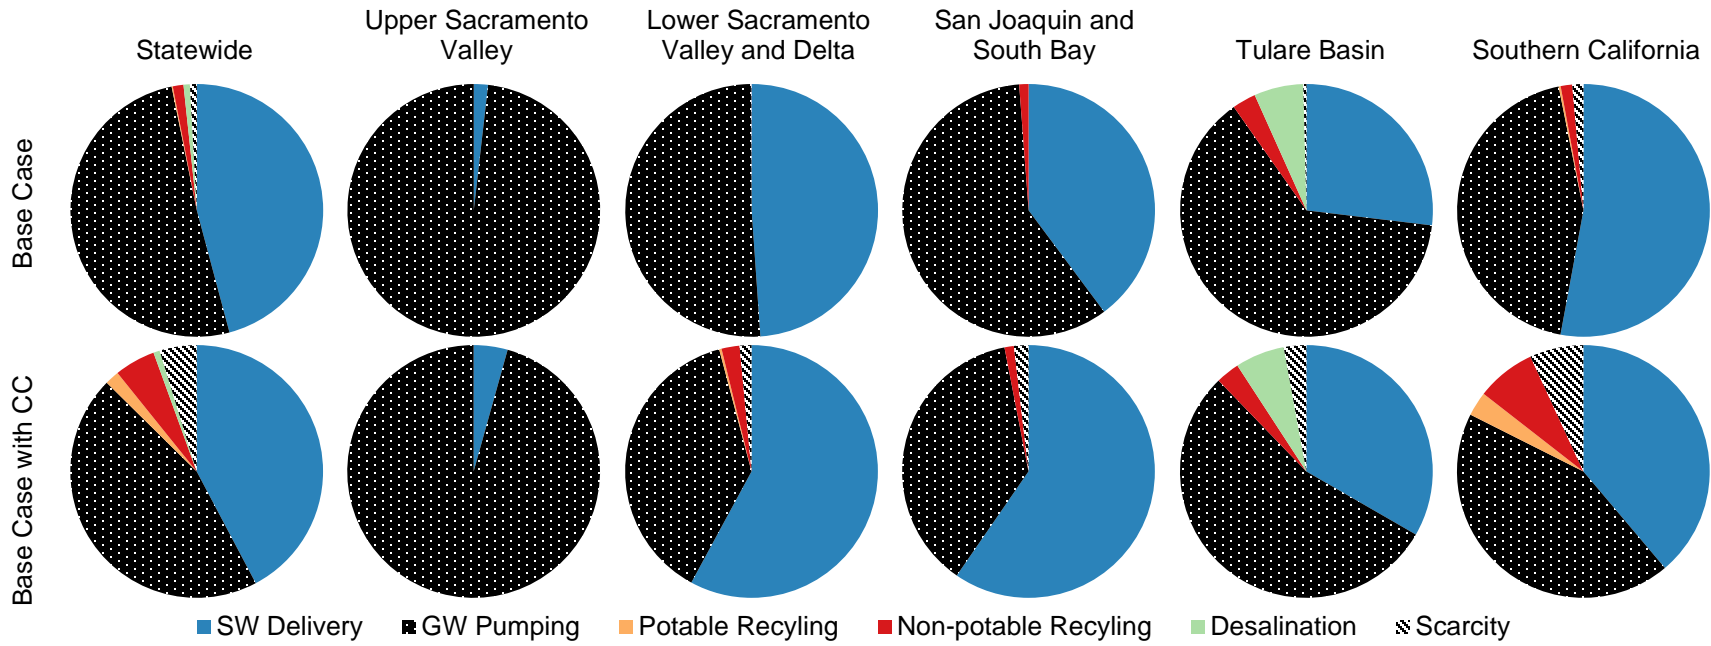 Statewide
Upper Sacramento
Valley
Lower Sacramento
Valley and Delta
San Joaquin and
South Bay
Tulare Basin
Southern California
Base Case
Base Case with CC
SW Delivery
GW Pumping
Potable Recyling
Non-potable Recyling
Desalination
Scarcity